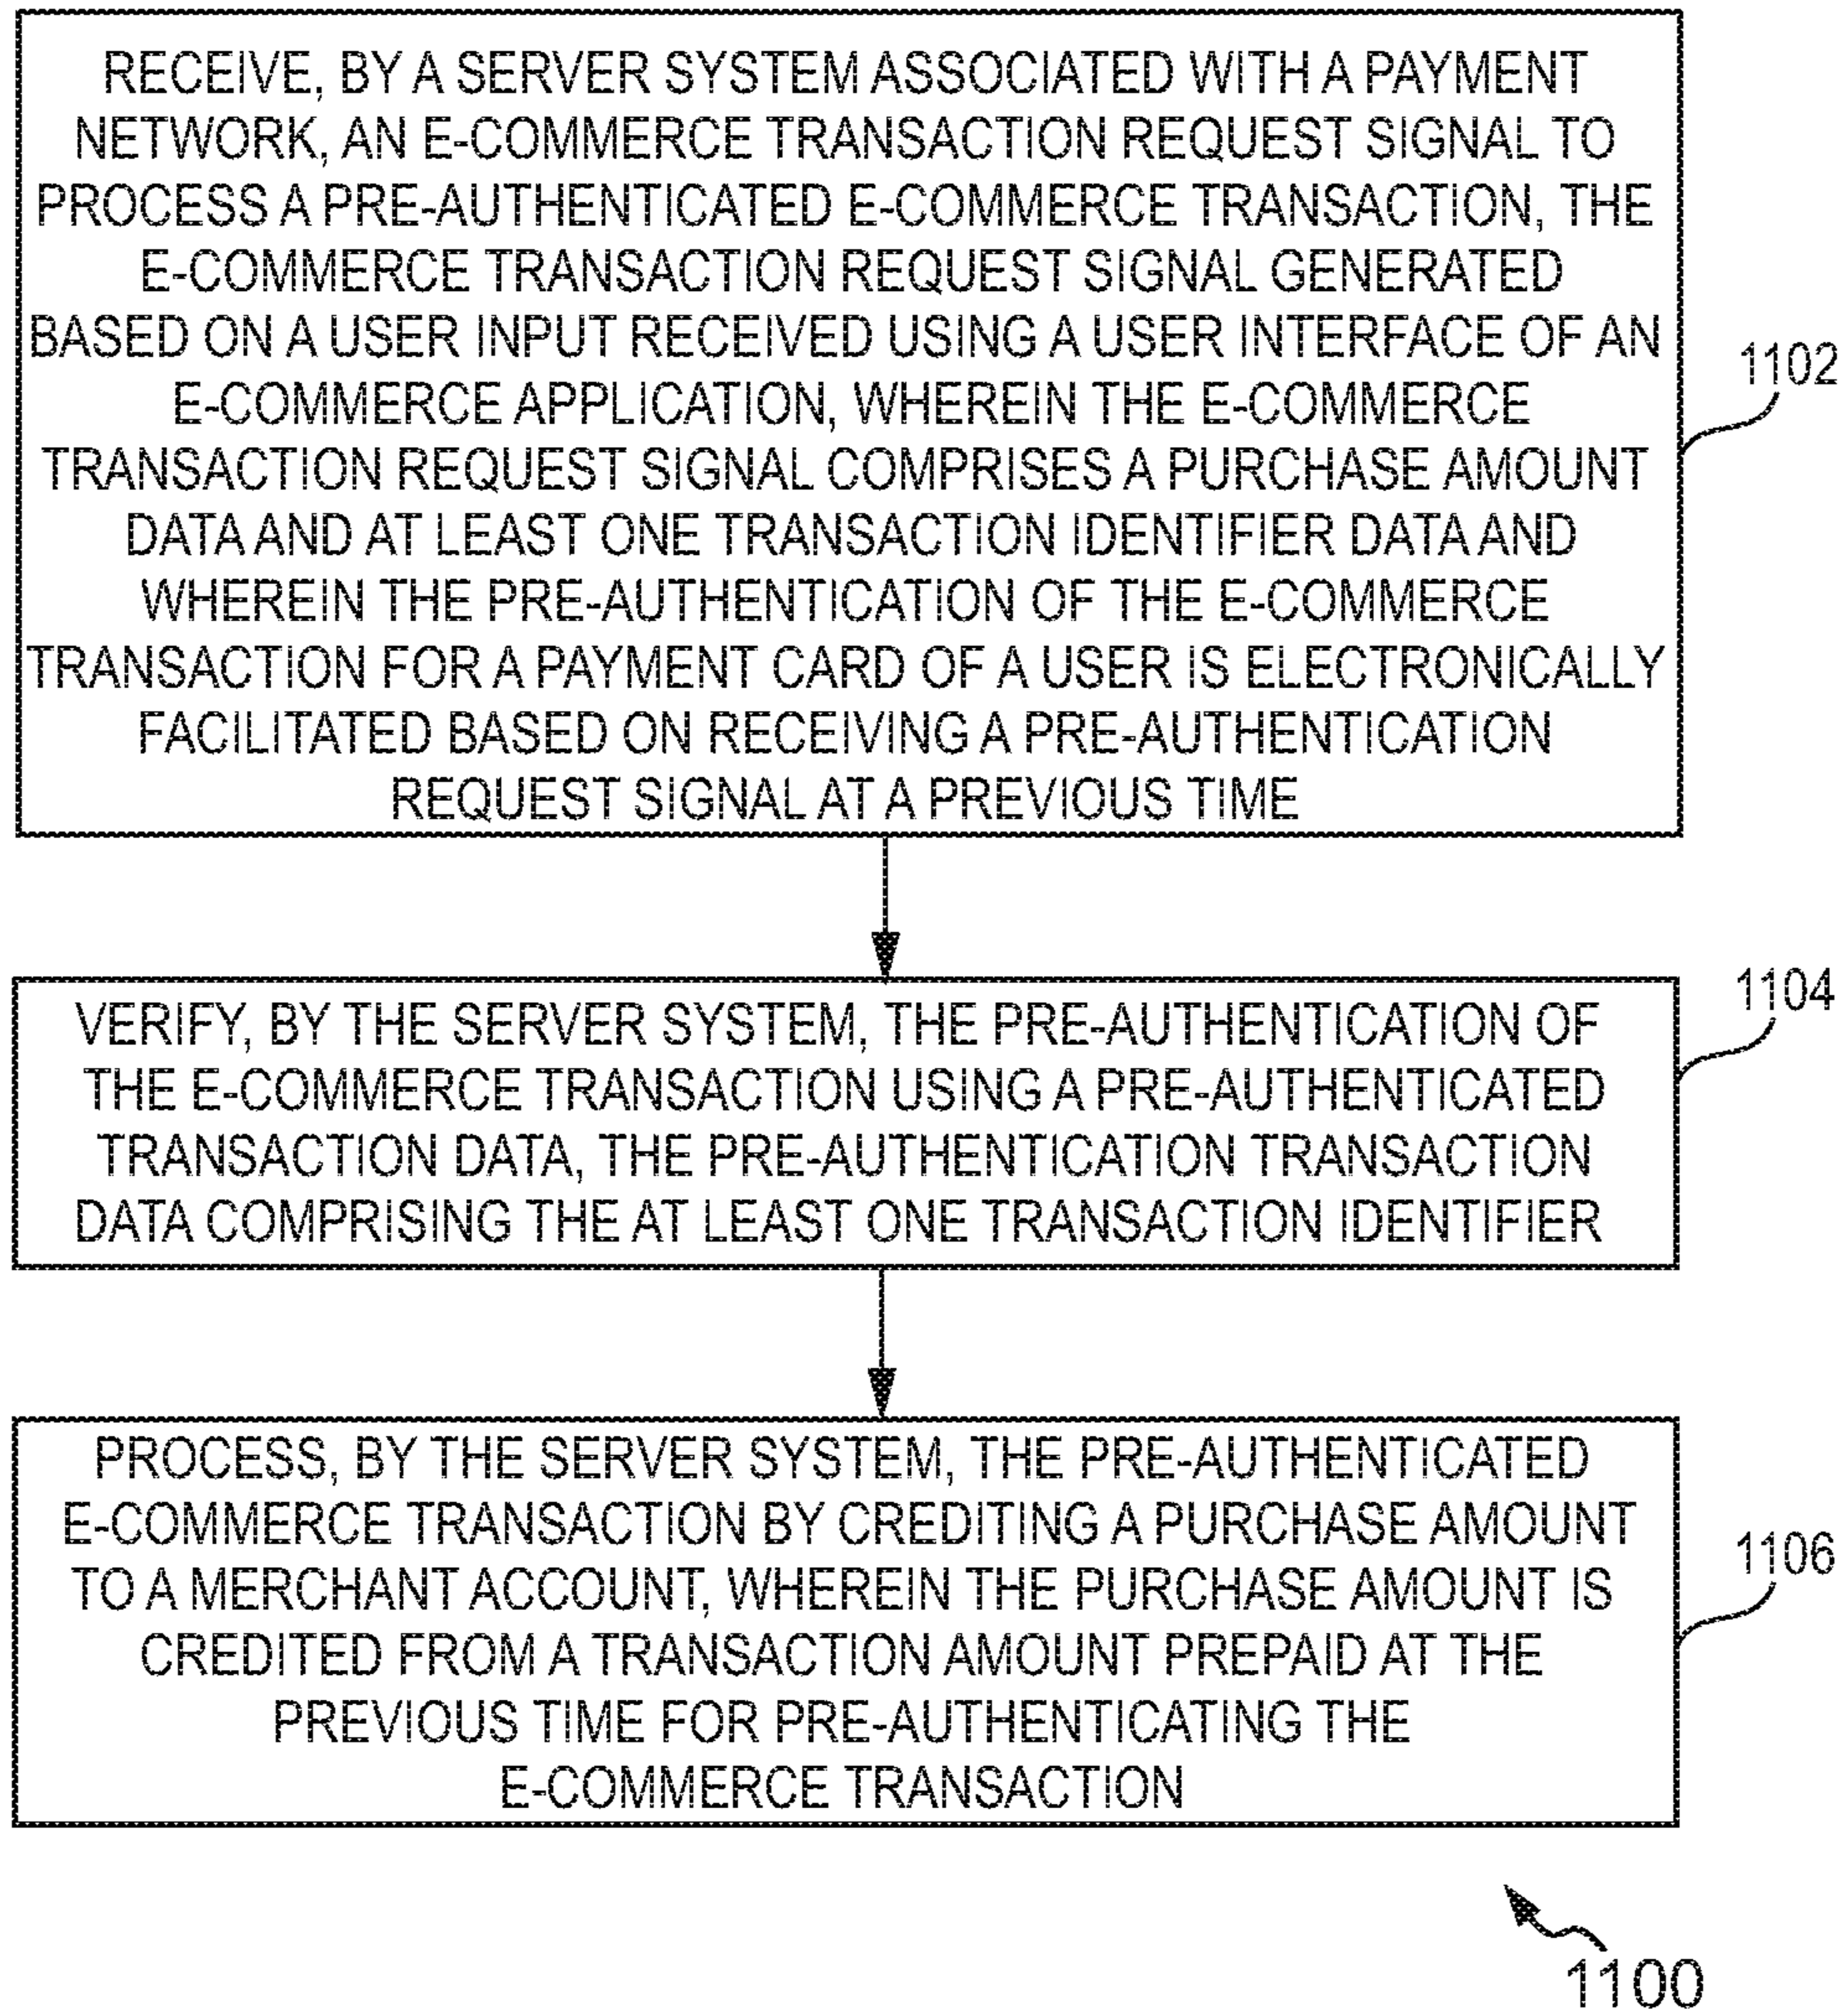 RECEIVE, BY A SERVER SYSTEM ASSOCIATED WITH A PAYMENT
NETWORK, AN E-COMMERCE TRANSACTION REQUEST SIGNAL TO
PROCESS A PRE-AUTHENTICATED E-COMMERCE TRANSACTION, THE
E-COMMERCE TRANSACTION REQUEST SIGNAL GENERATED
BASED ON A USER INPUT RECEIVED USING A USER INTERFACE OF AN
E-COMMERCE APPLICATION, WHEREIN THE E-COMMERCE
TRANSACTION REQUEST SIGNAL COMPRISES A PURCHASE AMOUNT
DATA AND AT LEAST ONE TRANSACTION IDENTIFIER DATA AND
WHEREIN THE PRE-AUTHENTICATION OF THE E-COMMERCE
TRANSACTION FOR A PAYMENT CARD OF A USER IS ELECTRONICALLY
FACILITATED BASED ON RECEIVING A PRE-AUTHENTICATION
REQUEST SIGNAL AT A PREVIOUS TIME
1102
VERIFY, BY THE SERVER SYSTEM, THE PRE-AUTHENTICATION OF
THE E-COMMERCE TRANSACTION USING A PRE-AUTHENTICATED
TRANSACTION DATA, THE PRE-AUTHENTICATION TRANSACTION
DATA COMPRISING THE AT LEAST ONE TRANSACTION IDENTIFIER
1104
PROCESS, BY THE SERVER SYSTEM, THE PRE-AUTHENTICATED
E-COMMERCE TRANSACTION BY CREDITING A PURCHASE AMOUNT
TO A MERCHANT ACCOUNT, WHEREIN THE PURCHASE AMOUNT IS
CREDITED FROM A TRANSACTION AMOUNT PREPAID AT THE
PREVIOUS TIME FOR PRE-AUTHENTICATING THE
E-COMMERCE TRANSACTION
1106
1100